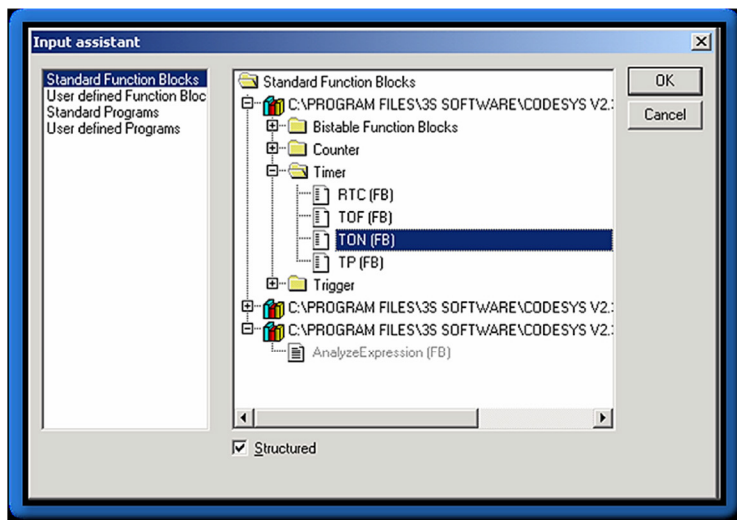 Input assistant
Standard Function Blocks
User defined Function Bloc
Standard Programs
User defined Programs
Standard Function Blocks
C:\PROGRAM FILES\3S SOFTWARE\CODESYS V2.
Bistable Function Blocks
Counter
Timer
RTC (FB)
TOF (FB)
TON (FB)
TP (FB)
Trigger
C:\PROGRAM FILES\3S SOFTWARE\CODESYS V2.
C:\PROGRAM FILES\3S SOFTWARE\CODESYS V2.
AnalyzeExpression (FB)
OK
Cancel
Structured